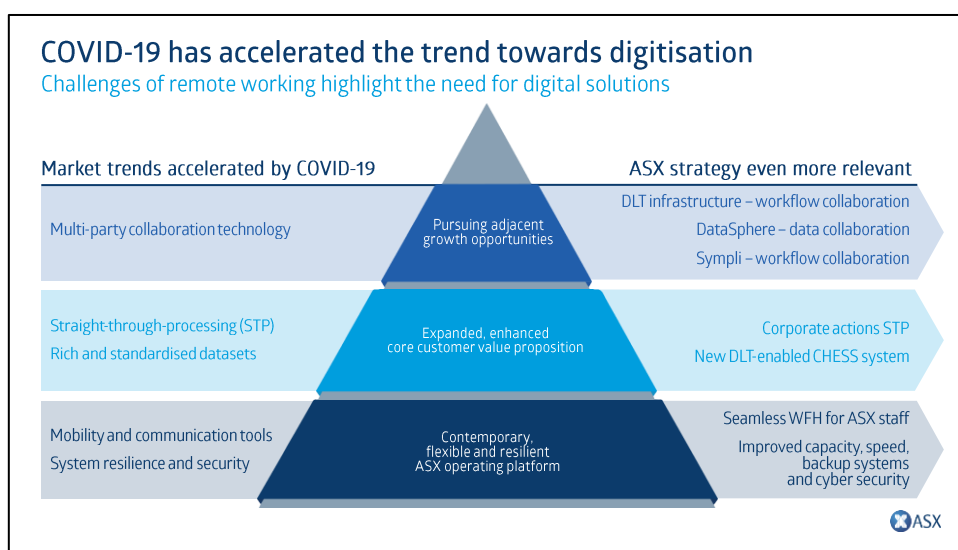 COVID-19 has accelerated the trend towards digitisation
Challenges of remote working highlight the need for digital solutions
Market trends accelerated by COVID-19
ASX strategy even more relevant
Multi-party collaboration technology
Pursuing adjacent
growth opportunities
DLT infrastructure – workflow collaboration
DataSphere – data collaboration
Sympli – workflow collaboration
Straight-through-processing (STP)
Rich and standardised datasets
Expanded, enhanced
core customer value proposition
Corporate actions STP
New DLT-enabled CHESS system
Mobility and communication tools
System resilience and security
Contemporary,
flexible and resilient
ASX operating platform
Seamless WFH for ASX staff
Improved capacity, speed,
backup systems
and cyber security
ASX